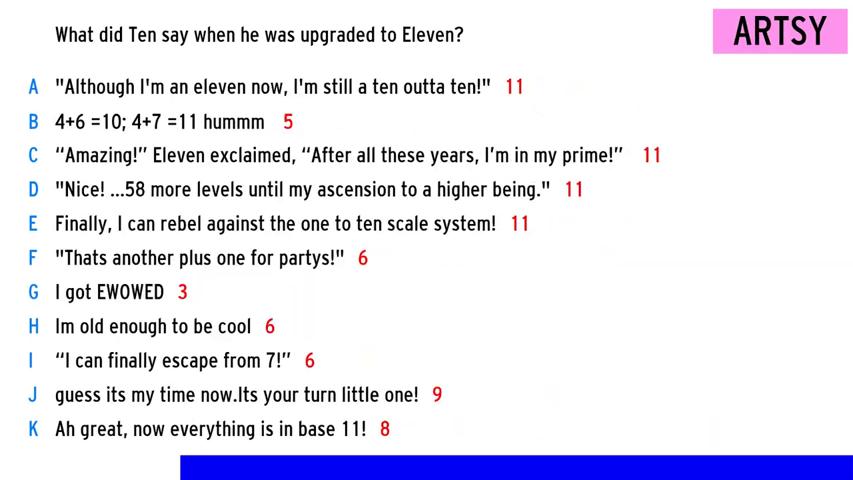 What did Ten say when he was upgraded to Eleven?
ARTSY
A "Although I'm an eleven now, I'm still a ten outta ten!" 11
B 4+6 =10; 4+7 =11 hummm 5
C “Amazing!” Eleven exclaimed, “After all these years, I’m in my prime!” 11
D "Nice! ...58 more levels until my ascension to a higher being." 11
E Finally, I can rebel against the one to ten scale system! 11
F "Thats another plus one for partys!" 6
G I got EWOWED 3
H Im old enough to be cool 6
I “I can finally escape from 7!” 6
J guess its my time now.Its your turn little one! 9
K Ah great, now everything is in base 11! 8